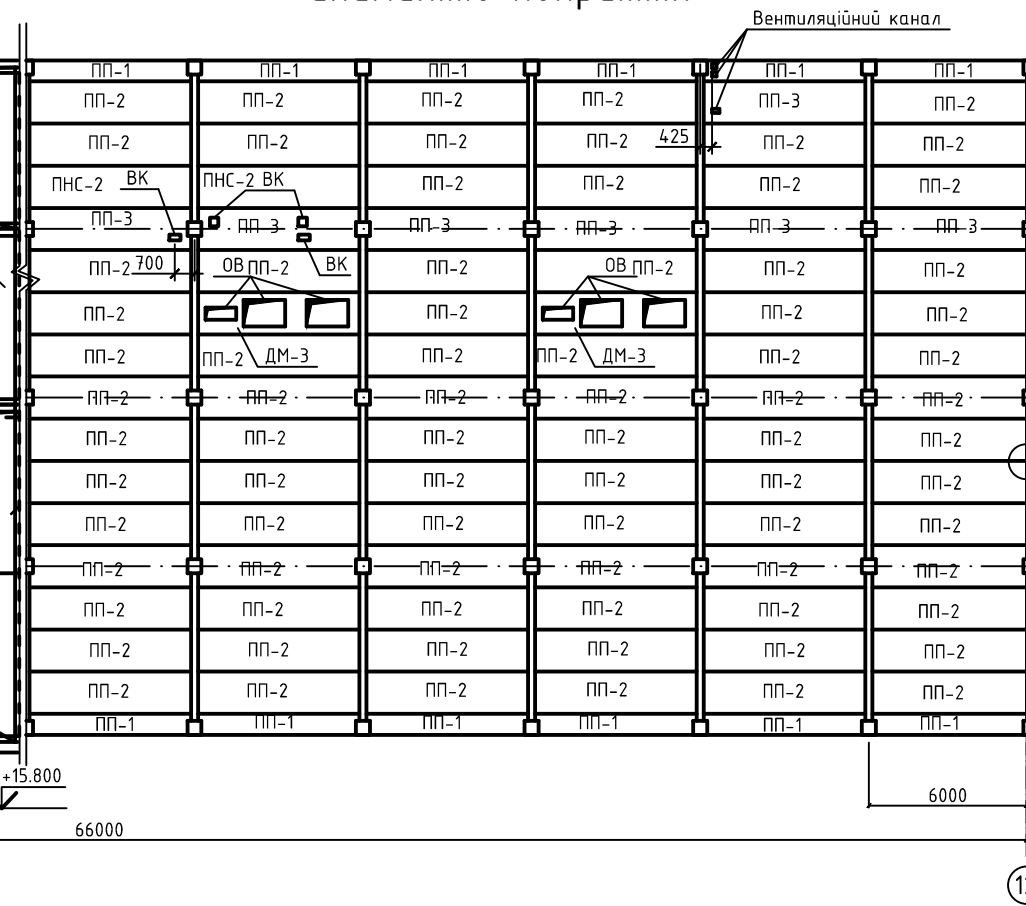 Вентиляційний канал
ПП-1 ПП-1 ПП-1 ПП-1 ПП-1 ПП-1
ПП-2 ПП-2 ПП-2 ПП-2 ПП-3 ПП-2
ПП-2 ПП-2 ПП-2 ПП-2 425 ПП-2 ПП-2
ПНС-2 ВК ПНС-2 ВК ПП-2 ПП-2 ПП-2 ПП-2
ПП-3 ПП-3 ПП-3 ПП-3 ПП-3 ПП-3
ПП-2 700 ОВ ПП-2 ВК ПП-2 ОВ ПП-2 ПП-2 ПП-2
ПП-2 ПП-2 ПП-2 ПП-2
ПП-2 ПП-2 ДМ-3 ПП-2 ПП-2 ДМ-3 ПП-2 ПП-2
ПП-2 ПП-2 ПП-2 ПП-2 ПП-2 ПП-2
ПП-2 ПП-2 ПП-2 ПП-2 ПП-2 ПП-2
ПП-2 ПП-2 ПП-2 ПП-2 ПП-2 ПП-2
ПП-2 ПП-2 ПП-2 ПП-2 ПП-2 ПП-2
ПП-2 ПП-2 ПП-2 ПП-2 ПП-2 ПП-2
ПП-2 ПП-2 ПП-2 ПП-2 ПП-2 ПП-2
ПП-2 ПП-2 ПП-2 ПП-2 ПП-2 ПП-2
ПП-2 ПП-2 ПП-2 ПП-2 ПП-2 ПП-2
ПП-1 ПП-1 ПП-1 ПП-1 ПП-1 ПП-1
+15.800
6000
66000